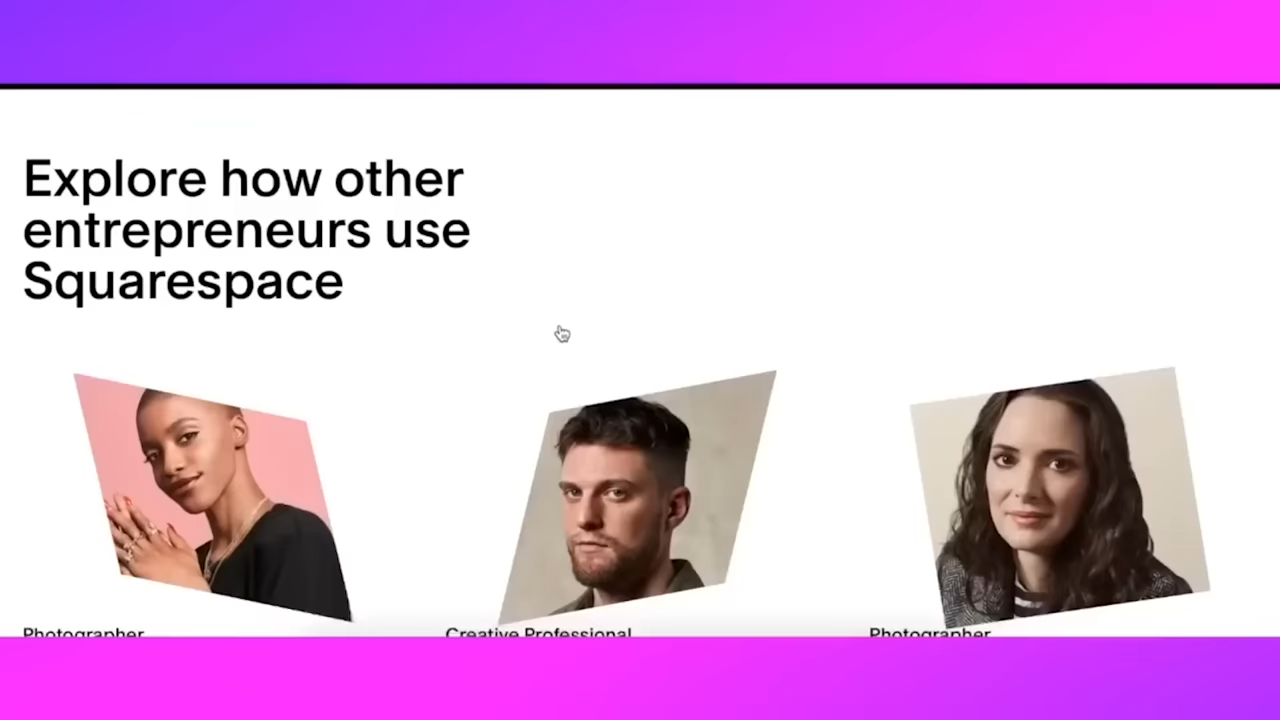 Explore how other
entrepreneurs use
Squarespace
Photographer
Creative Professional
Photographer